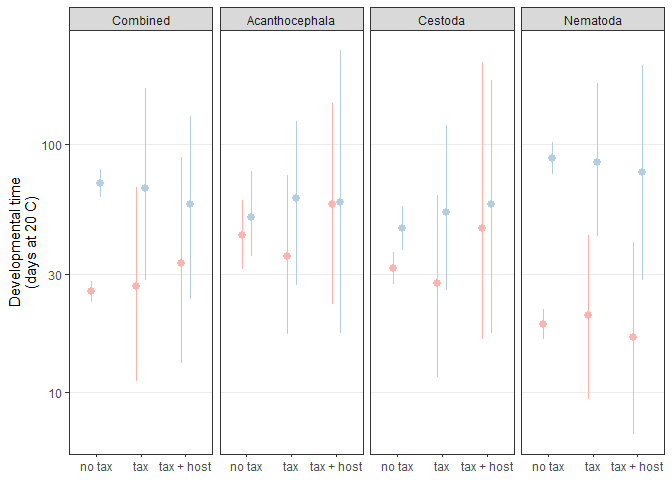 Combined
Acanthocephala
Cestoda
Nematoda
Developmental time
(days at 20 C)
100
30
10
no tax
tax
tax + host
no tax
tax
tax + host
no tax
tax
tax + host
no tax
tax
tax + host